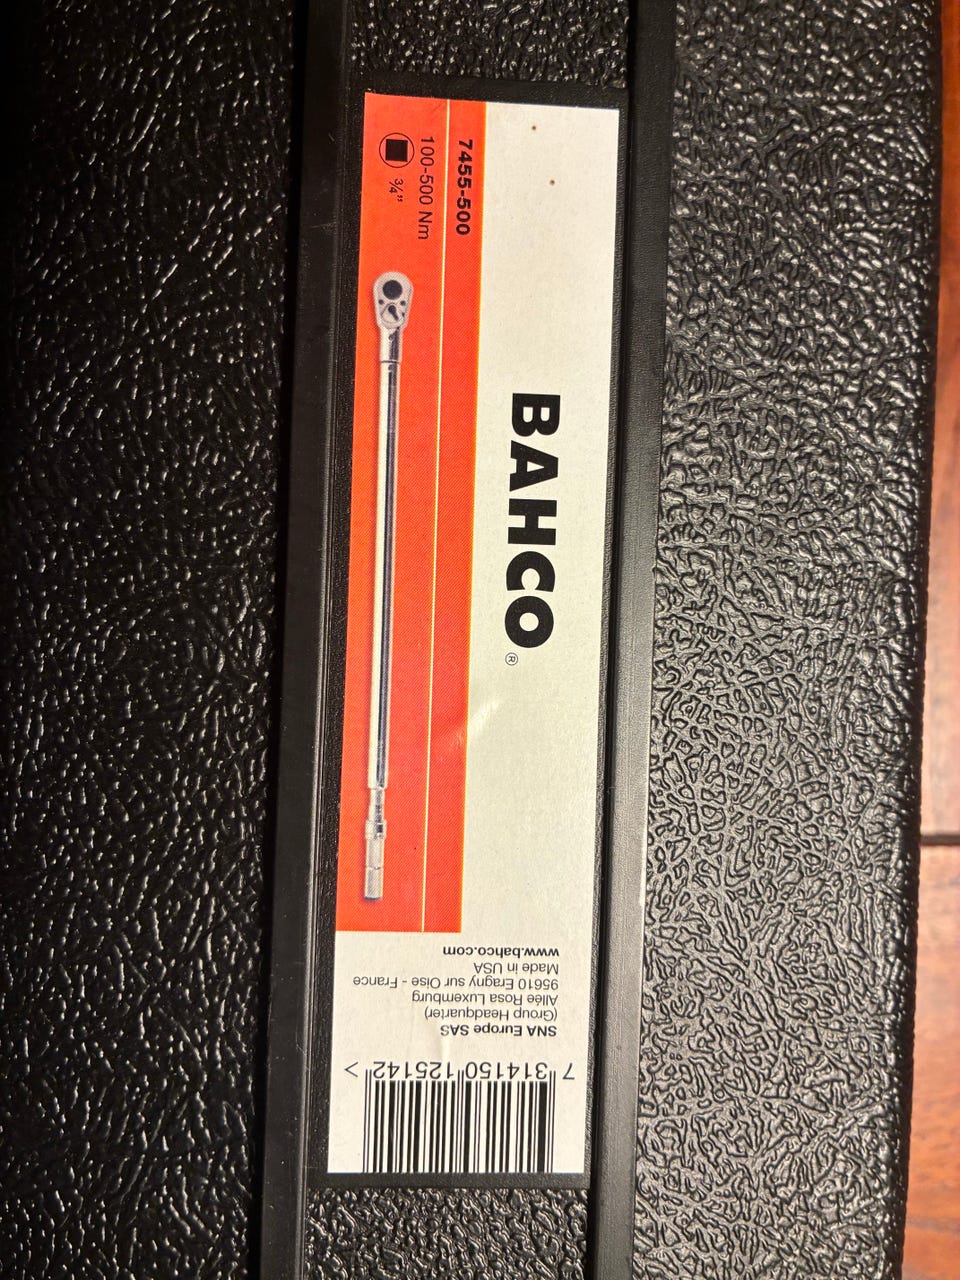 BAHCO®
7455-500
100-500 Nm
3/4"
SNA Europe SAS
(Group Headquarter)
Allée Rosa Luxemburg
95610 Eragny sur Oise - France
Made in USA
www.bahco.com
7 314150 125142 >